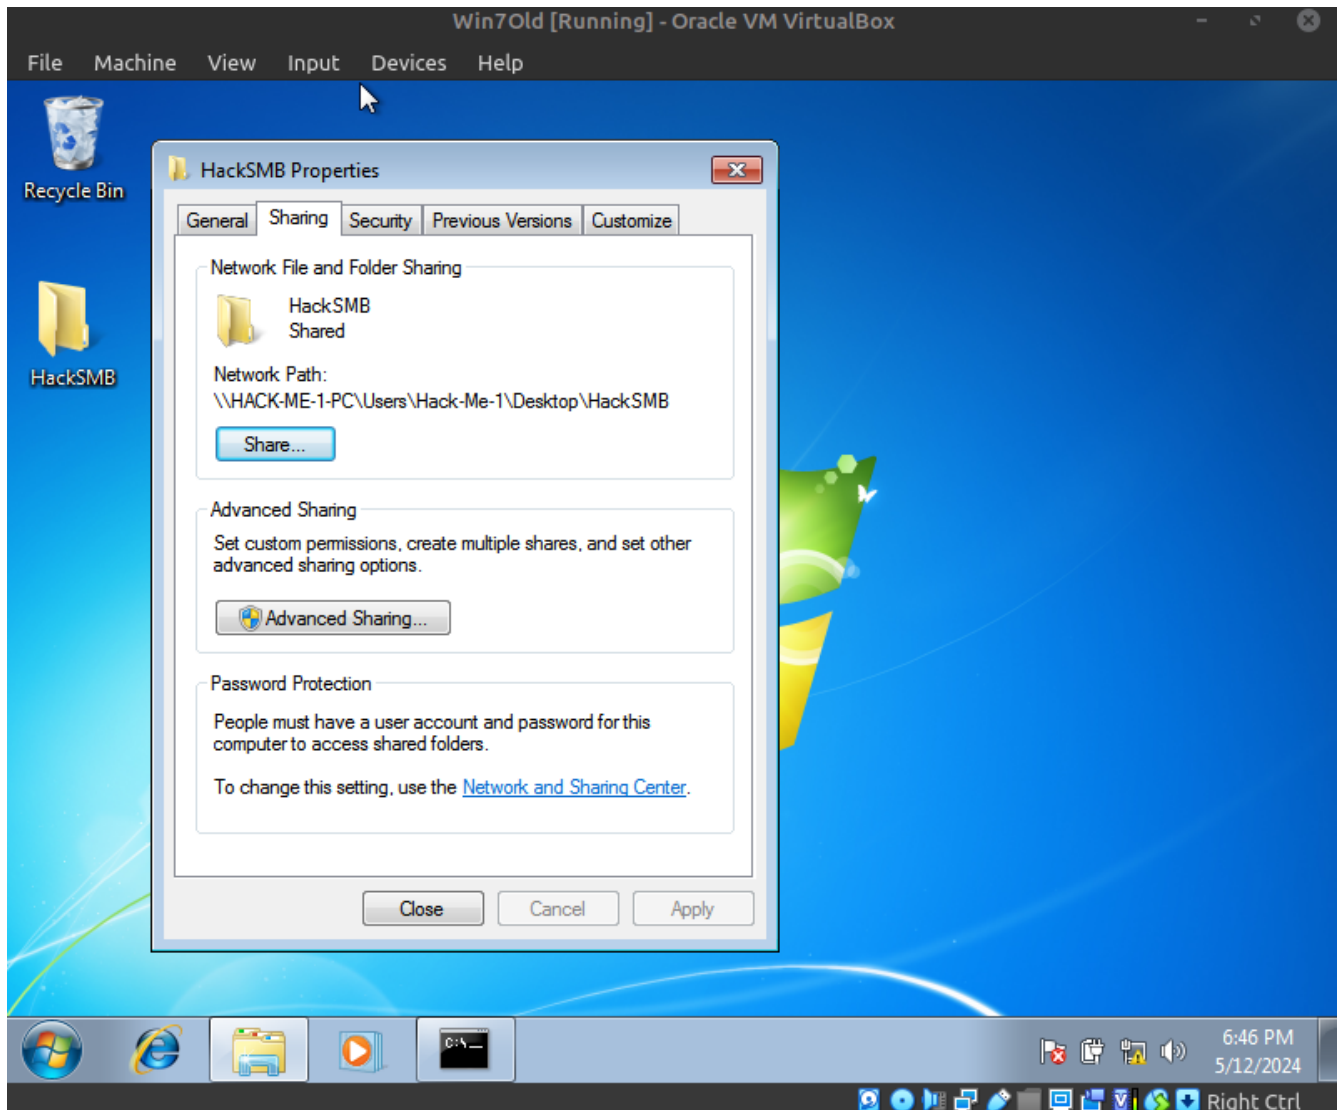 Win7Old [Running] - Oracle VM VirtualBox
File Machine View Input Devices Help
Recycle Bin
HackSMB
HackSMB Properties
General Sharing Security Previous Versions Customize
Network File and Folder Sharing
HackSMB
Shared
Network Path:
\\HACK-ME-1-PC\Users\Hack-Me-1\Desktop\HackSMB
Share...
Advanced Sharing
Set custom permissions, create multiple shares, and set other
advanced sharing options.
Advanced Sharing...
Password Protection
People must have a user account and password for this
computer to access shared folders.
To change this setting, use the Network and Sharing Center.
Close Cancel Apply
C:\_
6:46 PM
5/12/2024
Right Ctrl